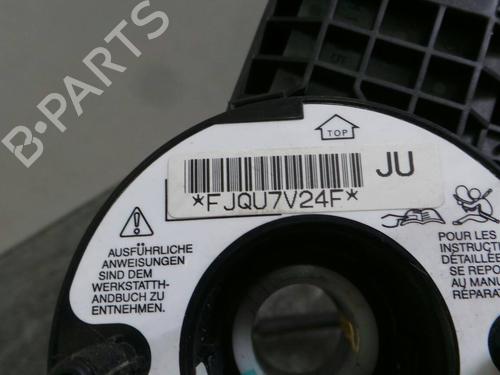 B-PARTS
TOP
JU
*FJQU7V24F*
AUSFÜHRLICHE
ANWEISUNGEN
SIND DEM
WERKSTATTH-
ANDBUCH ZU
ENTNEHMEN.
POUR LES
INSTRUCT
DÉTAILLÉE
SE REPO
AU MANU
RÉPARAT